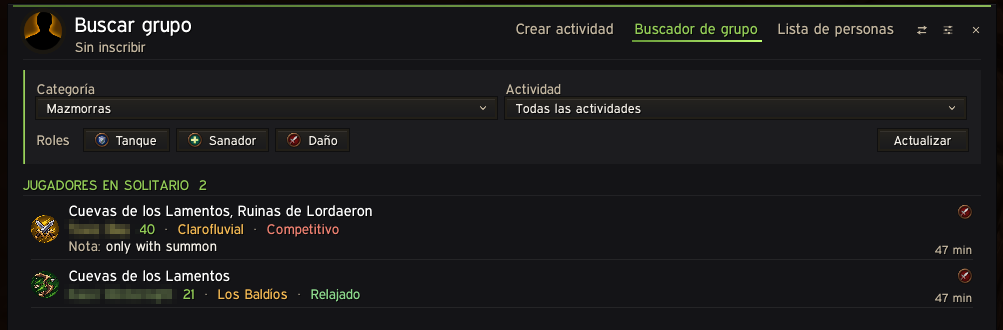 Buscar grupo
Sin inscribir
Crear actividad Buscador de grupo Lista de personas
Categoría Actividad
Mazmorras Todas las actividades
Roles Tanque Sanador Daño Actualizar
JUGADORES EN SOLITARIO 2
Cuevas de los Lamentos, Ruinas de Lordaeron
40 · Clarofluvial · Competitivo
Nota: only with summon
47 min
Cuevas de los Lamentos
21 · Los Baldíos · Relajado
47 min